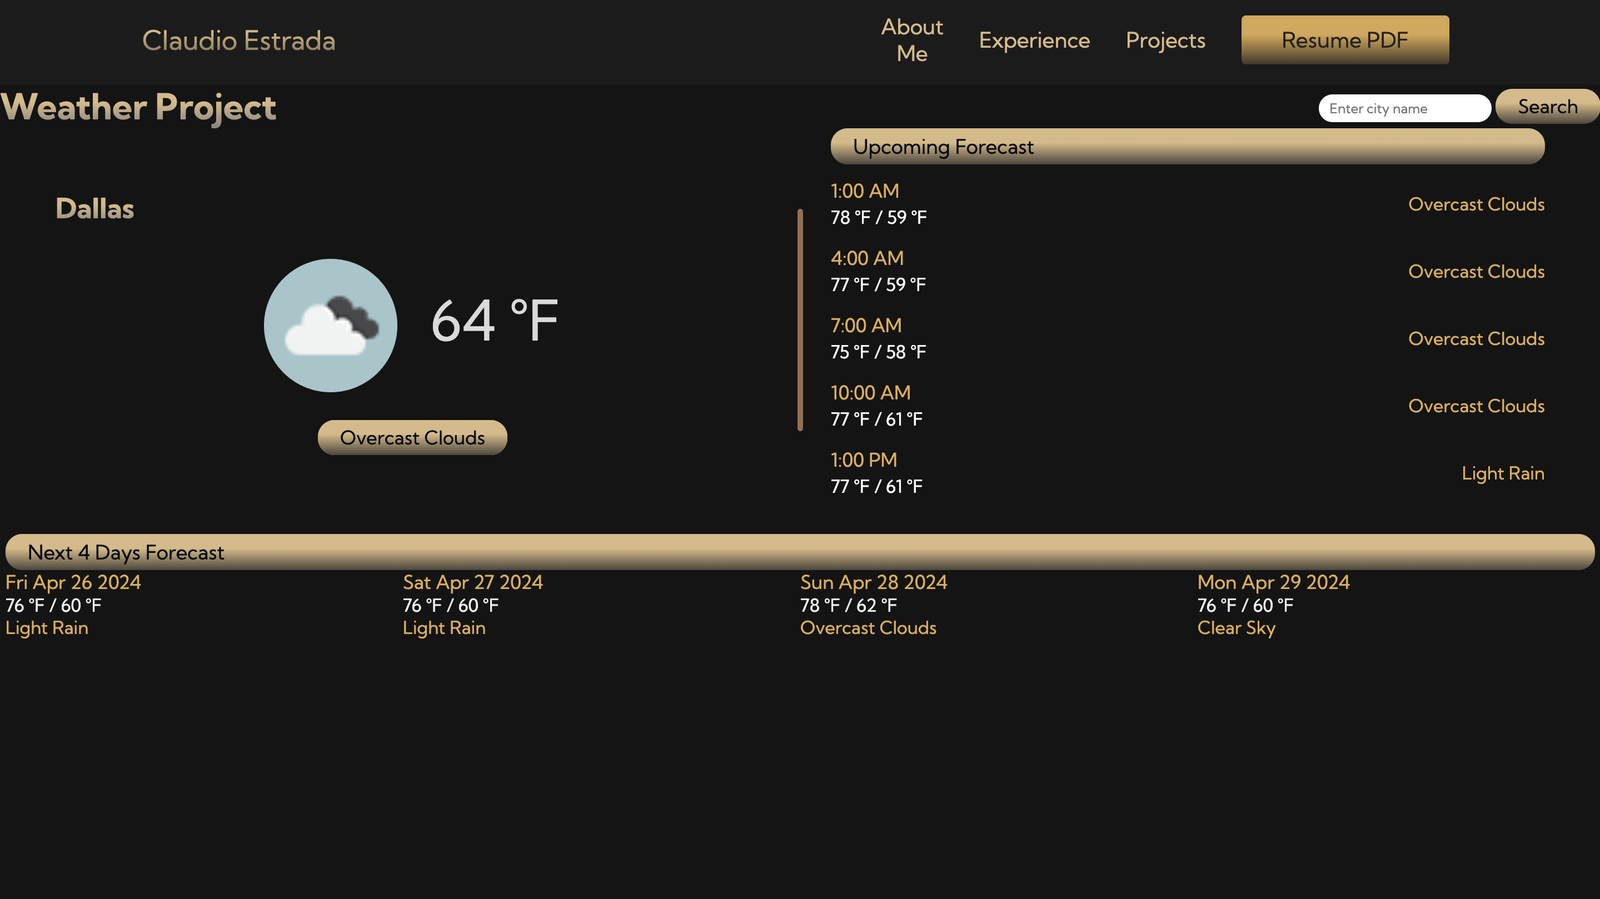 Claudio Estrada
About
Me
Experience
Projects
Resume PDF
Weather Project
Enter city name
Search
Dallas
64 °F
Overcast Clouds
Upcoming Forecast
1:00 AM
78 °F / 59 °F
Overcast Clouds
4:00 AM
77 °F / 59 °F
Overcast Clouds
7:00 AM
75 °F / 58 °F
Overcast Clouds
10:00 AM
77 °F / 61 °F
Overcast Clouds
1:00 PM
77 °F / 61 °F
Light Rain
Next 4 Days Forecast
Fri Apr 26 2024
76 °F / 60 °F
Light Rain
Sat Apr 27 2024
76 °F / 60 °F
Light Rain
Sun Apr 28 2024
78 °F / 62 °F
Overcast Clouds
Mon Apr 29 2024
76 °F / 60 °F
Clear Sky